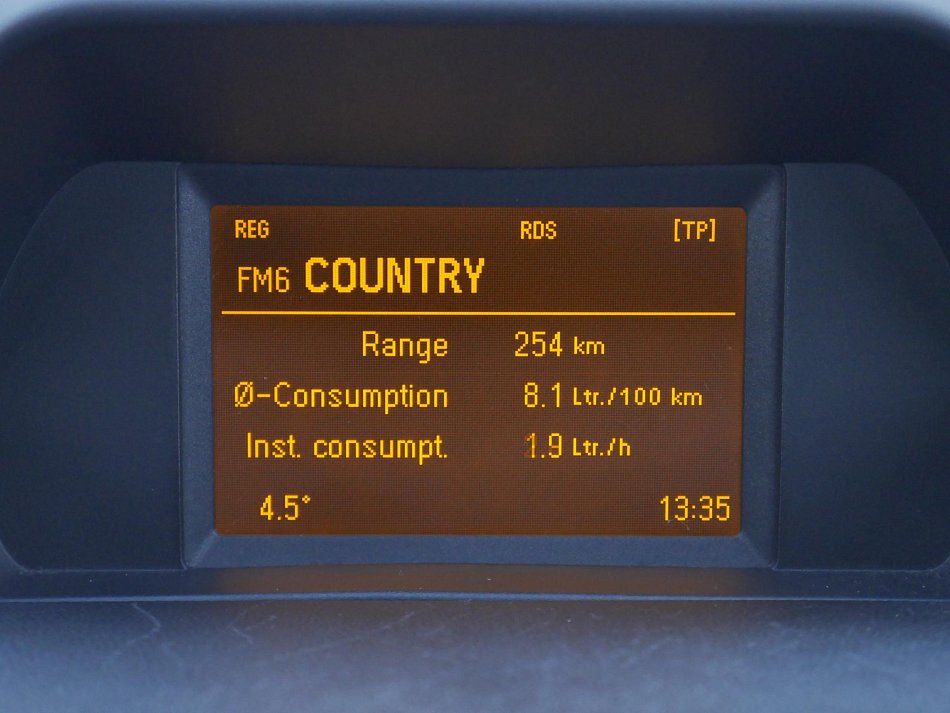 REG RDS [TP]
FM6 COUNTRY
Range 254 km
Ø-Consumption 8.1 Ltr./100 km
Inst. consumpt. 1.9 Ltr./h
4.5° 13:35